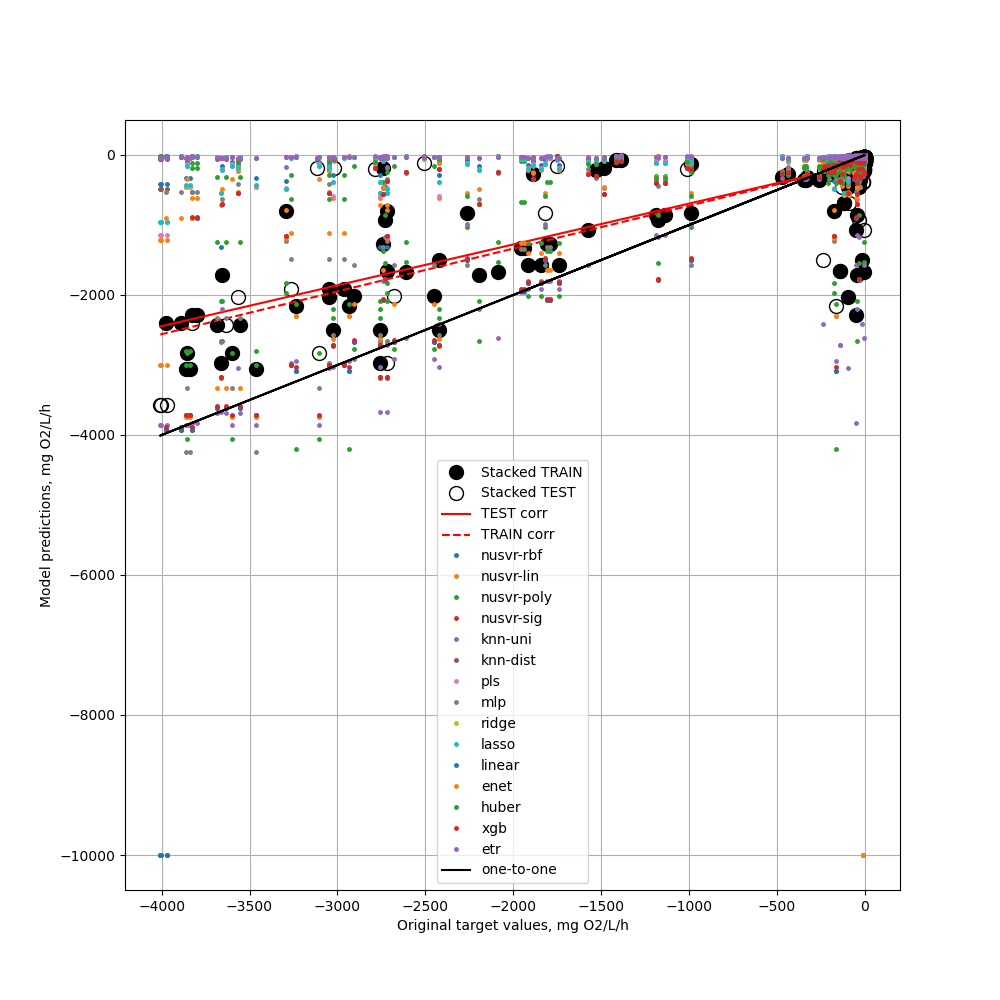 0
−2000
−4000
−6000
−8000
−10000
Model predictions, mg O2/L/h
Stacked TRAIN
Stacked TEST
TEST corr
TRAIN corr
nusvr-rbf
nusvr-lin
nusvr-poly
nusvr-sig
knn-uni
knn-dist
pls
mlp
ridge
lasso
linear
enet
huber
xgb
etr
one-to-one
−4000 −3500 −3000 −2500 −2000 −1500 −1000 −500 0
Original target values, mg O2/L/h